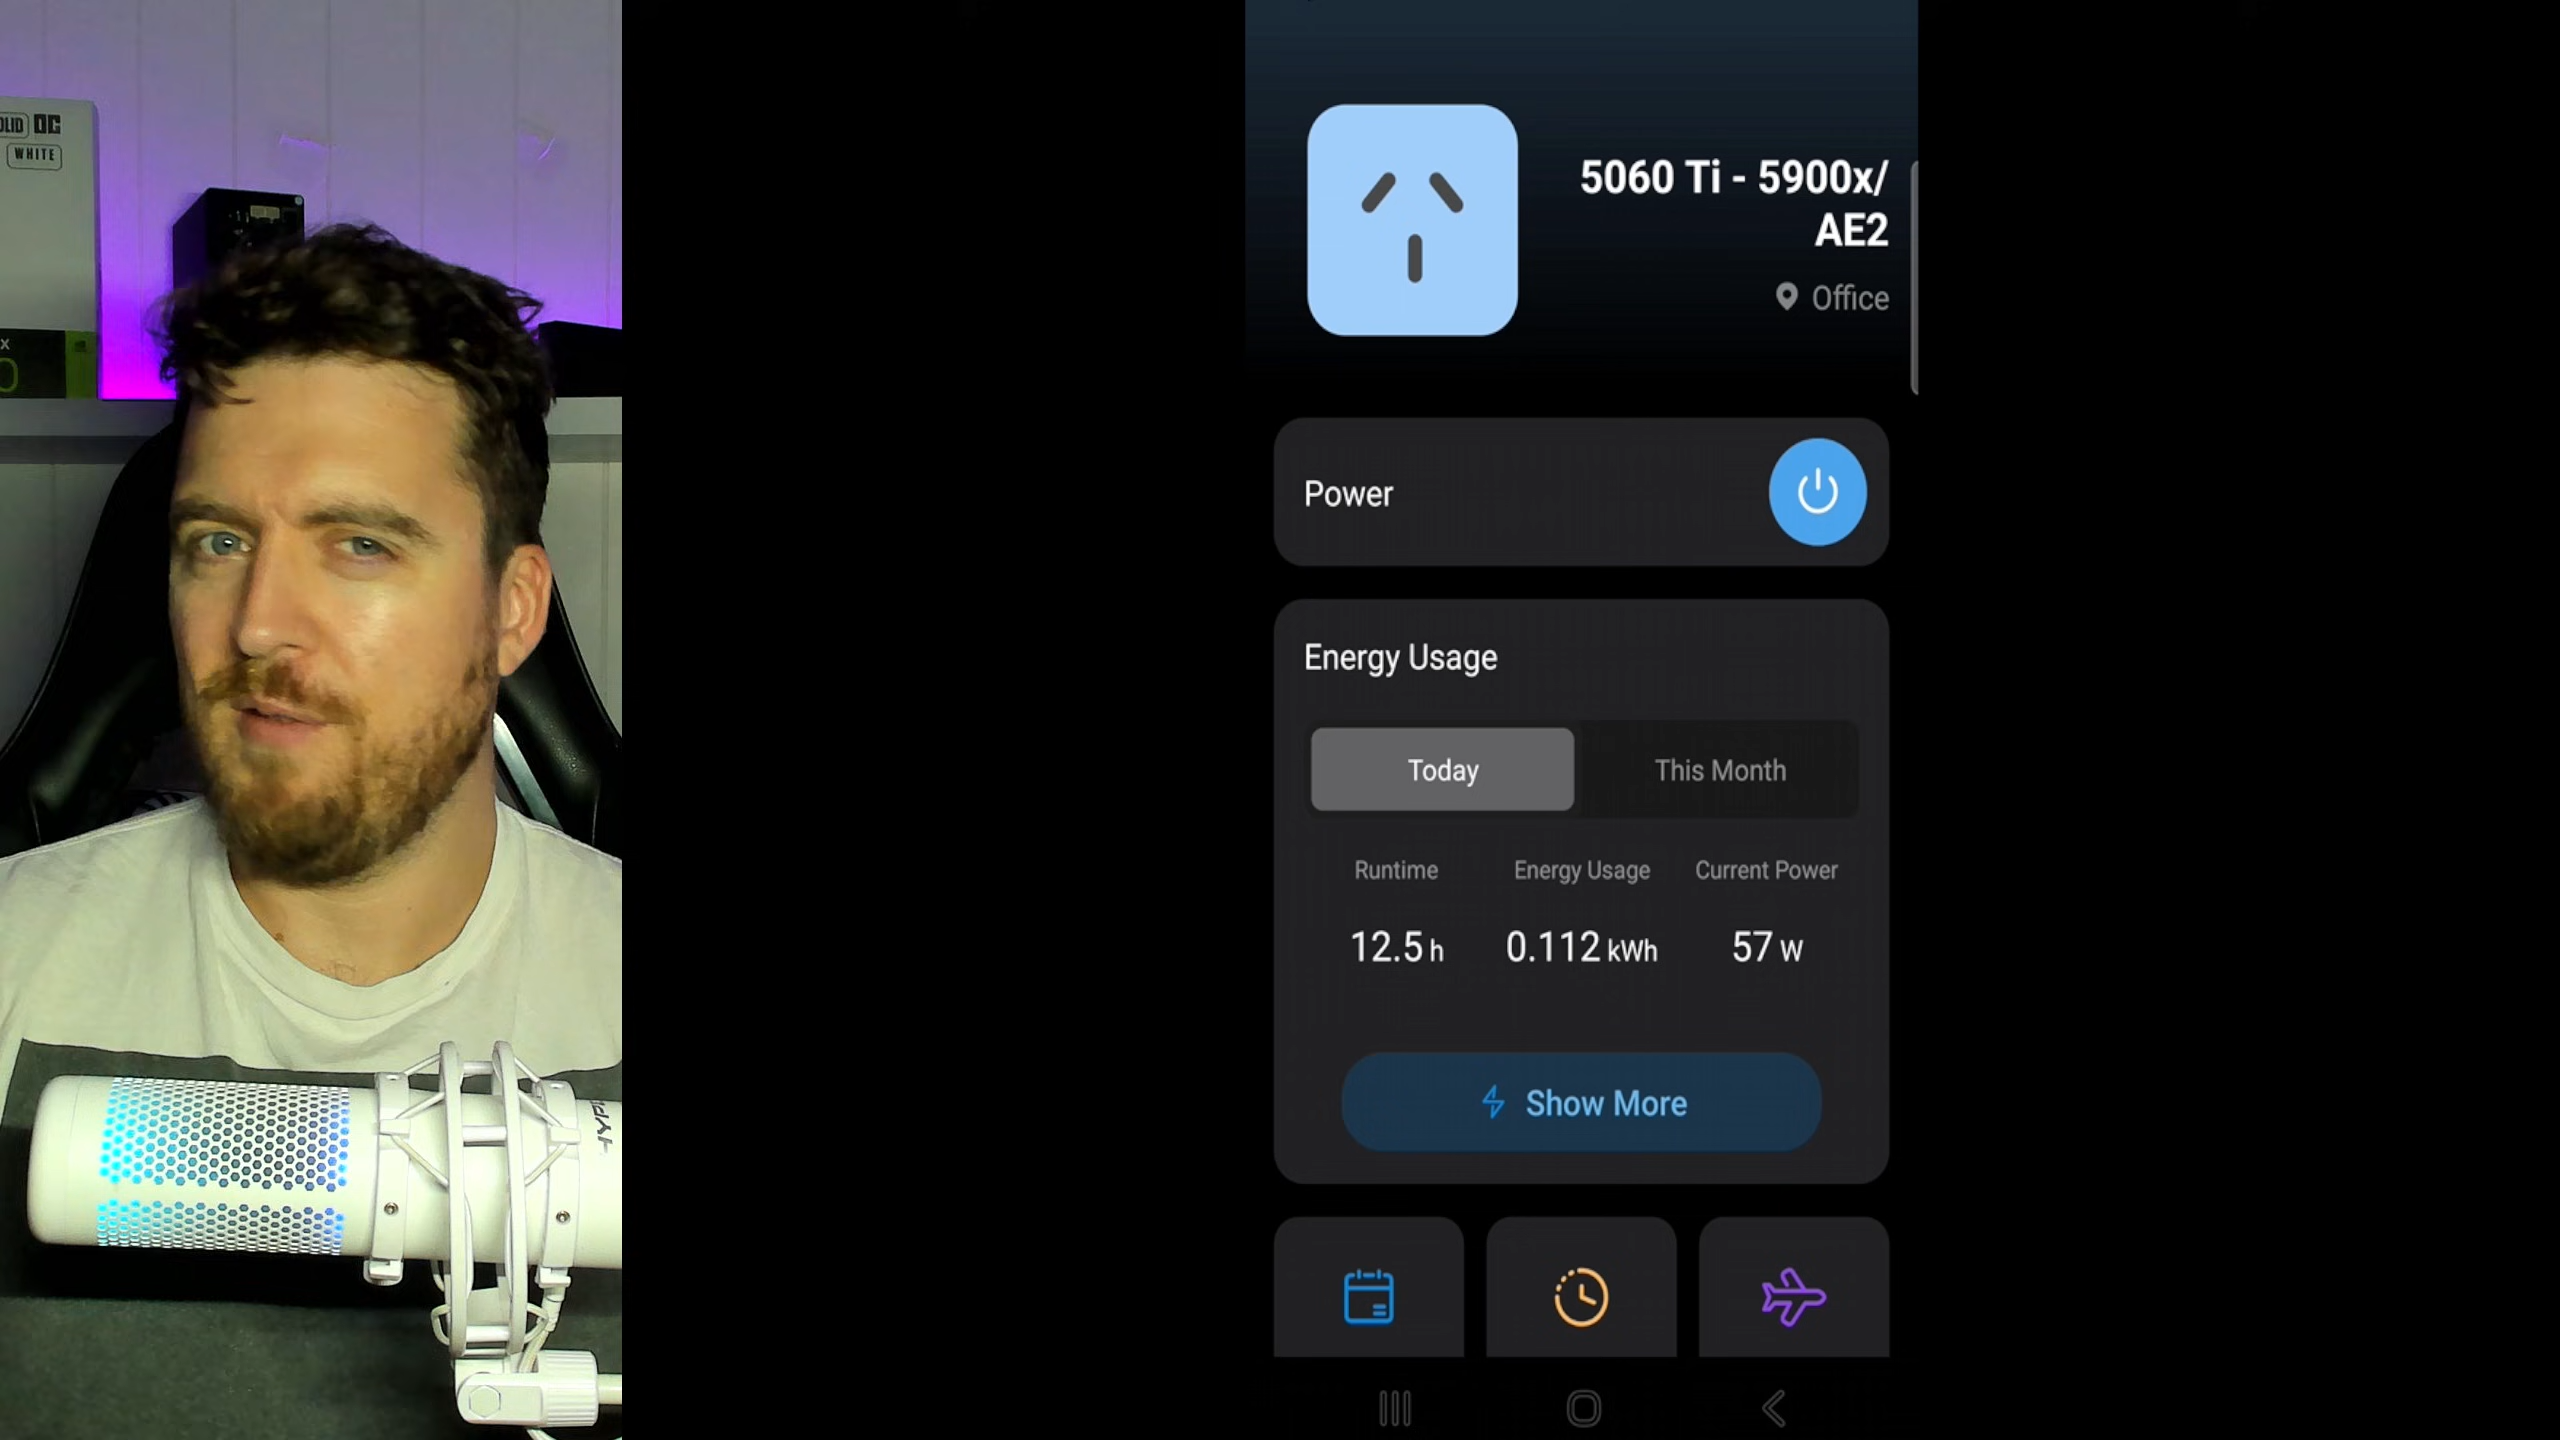 OC
WHITE
5060 Ti - 5900x/
AE2
Office
Power
Energy Usage
Today
This Month
Runtime
Energy Usage
Current Power
12.5 h
0.112 kWh
57 W
Show More